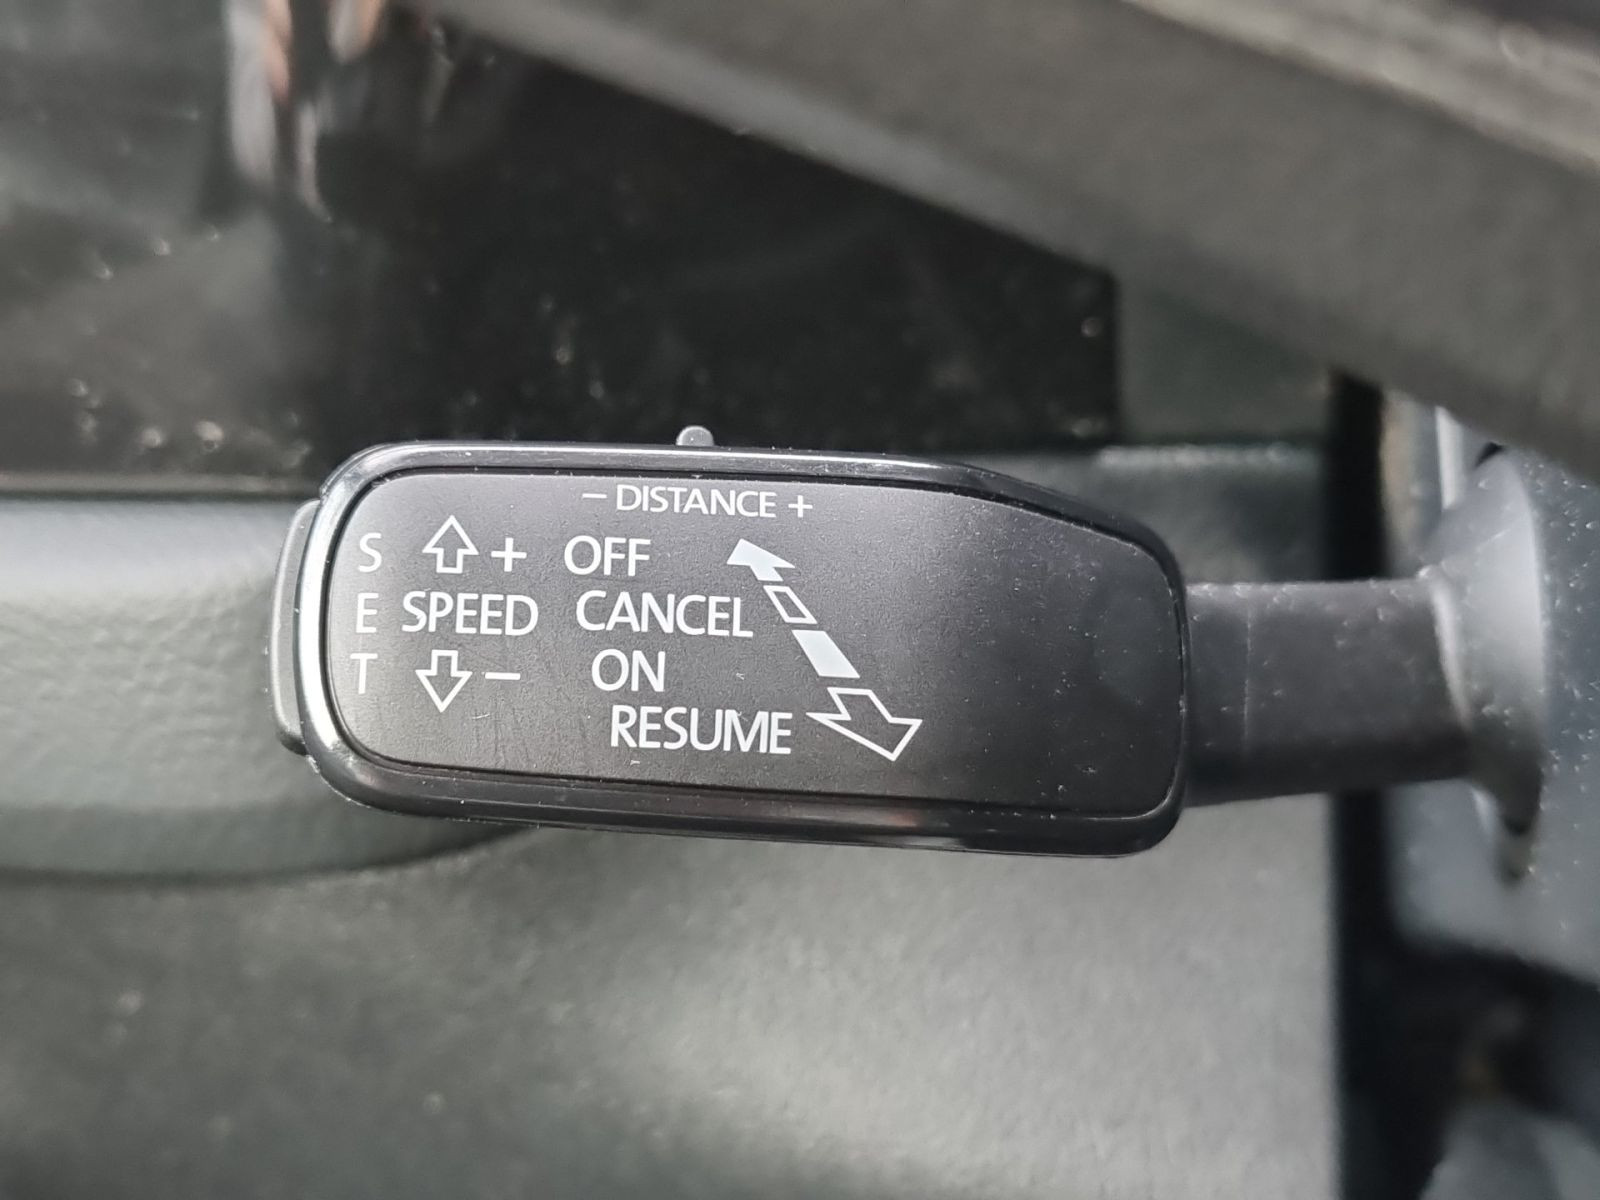 – DISTANCE +
S + OFF
E SPEED CANCEL
T – ON
RESUME